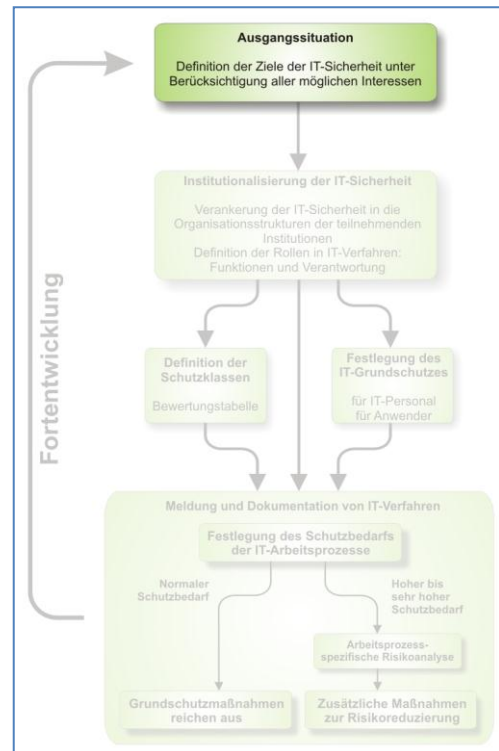 Ausgangssituation
Definition der Ziele der IT-Sicherheit unter
Berücksichtigung aller möglichen Interessen
Institutionalisierung der IT-Sicherheit
Verankerung der IT-Sicherheit in die
Organisationsstrukturen der teilnehmenden
Institutionen
Definition der Rollen in IT-Verfahren:
Funktionen und Verantwortung
Fortentwicklung
Definition der
Schutzklassen
Bewertungstabelle
Festlegung des
IT-Grundschutzes
für IT-Personal
für Anwender
Meldung und Dokumentation von IT-Verfahren
Festlegung des Schutzbedarfs
der IT-Arbeitsprozesse
Normaler
Schutzbedarf
Hoher bis
sehr hoher
Schutzbedarf
Arbeitsprozess-
spezifische Risikoanalyse
Grundschutzmaßnahmen
reichen aus
Zusätzliche Maßnahmen
zur Risikoreduzierung